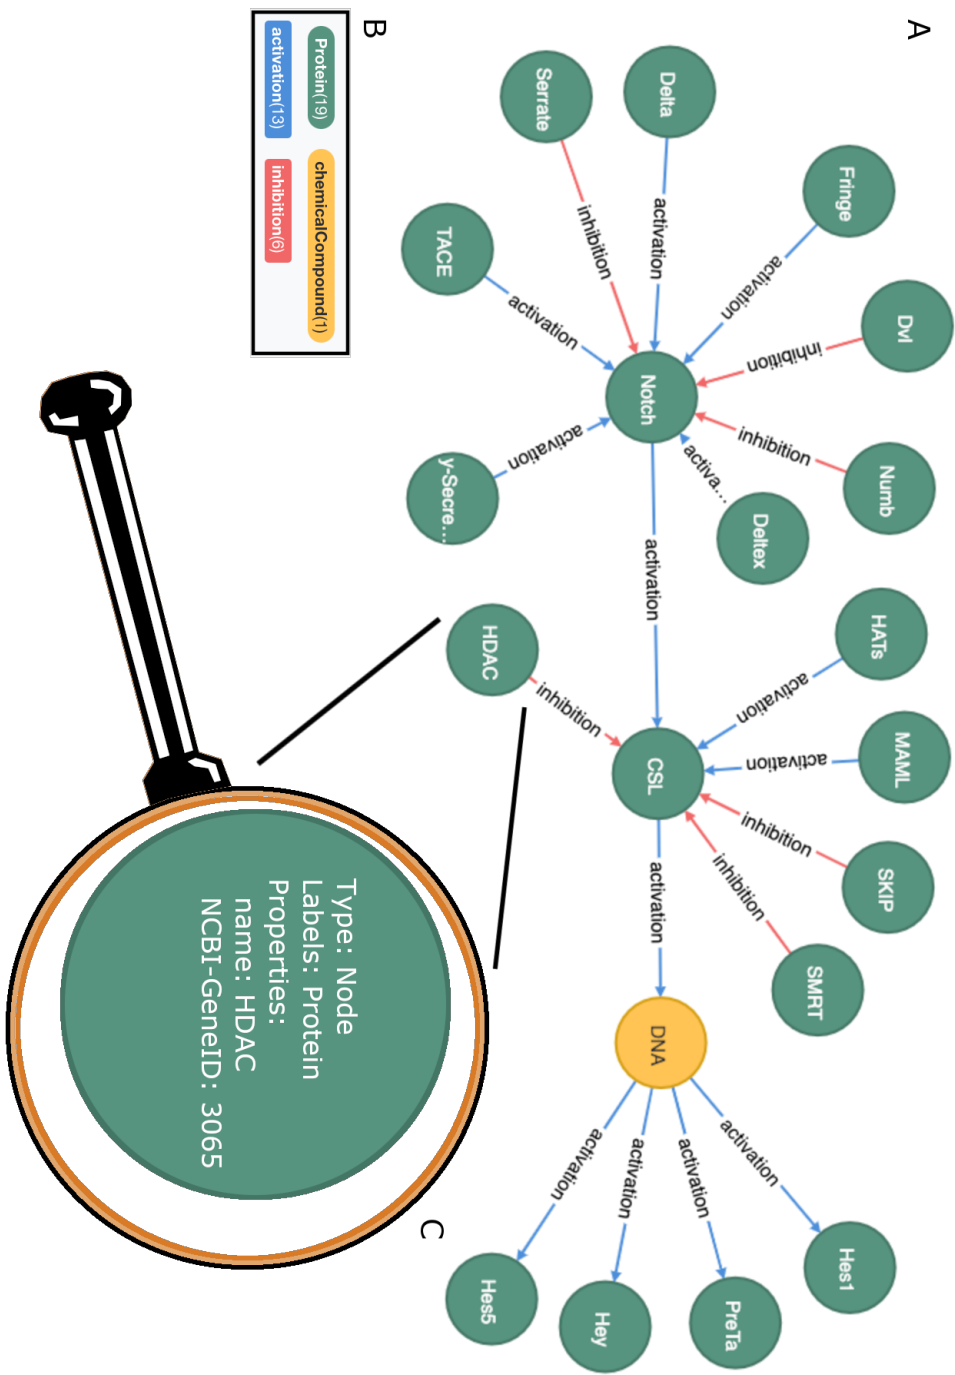 A
Serrate
Delta
Fringe
Dvl
Numb
Deltex
TACE
y-Secre...
Notch
inhibition
activation
activation
inhibition
inhibition
activa...
activation
activation
activation
HATs
MAML
SKIP
SMRT
HDAC
CSL
activation
activation
inhibition
inhibition
inhibition
activation
DNA
activation
activation
activation
activation
Hes1
PreTa
Hey
Hes5
B
Protein(19) chemicalCompound(1)
activation(13) inhibition(6)
C
Type: Node
Labels: Protein
Properties:
name: HDAC
NCBI-GeneID: 3065